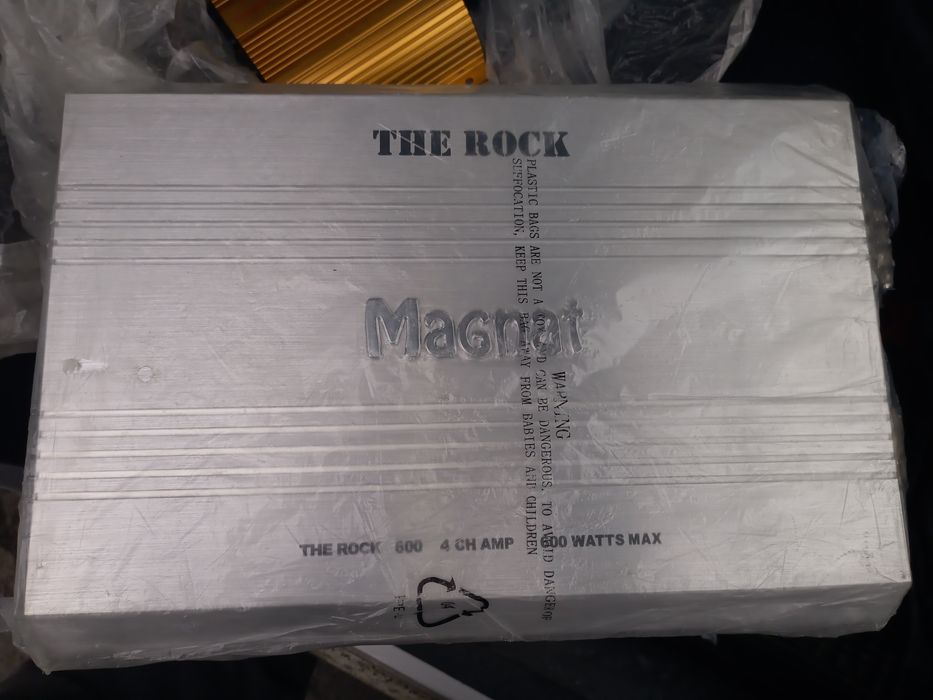 THE ROCK
Magnat
THE ROCK 600 4 CH AMP 600 WATTS MAX
WARNING
PLASTIC BAGS ARE NOT A AND CAN BE DANGEROUS. TO AVOID DANGER OF
SUFFOCATION, KEEP THIS BAG AWAY FROM BABIES AND CHILDREN